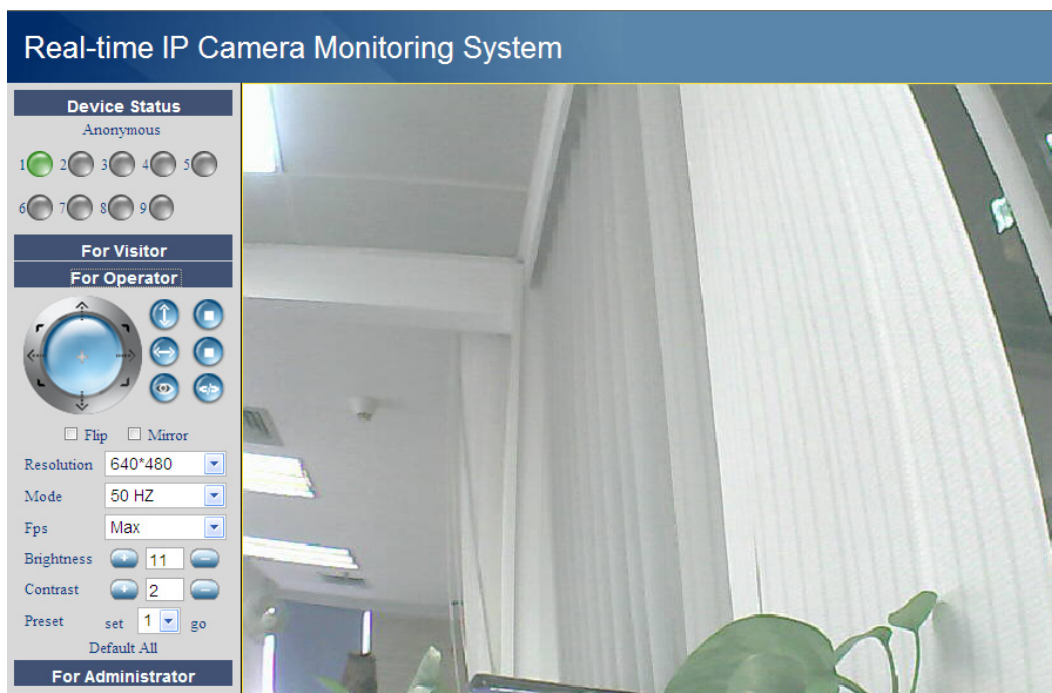 Real-time IP Camera Monitoring System
Device Status
Anonymous
1 2 3 4 5
6 7 8 9
For Visitor
For Operator
Flip Mirror
Resolution 640*480
Mode 50 HZ
Fps Max
Brightness + 11 −
Contrast + 2 −
Preset set 1 go
Default All
For Administrator